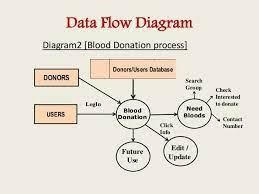 Data Flow Diagram
Diagram2 [Blood Donation process]
Donors/Users Database
DONORS
Search
Group
Check
Interested
to donate
LogIn
USERS
Blood
Donation
Need
Bloods
Contact
Number
Click
Info
Future
Use
Edit /
Update